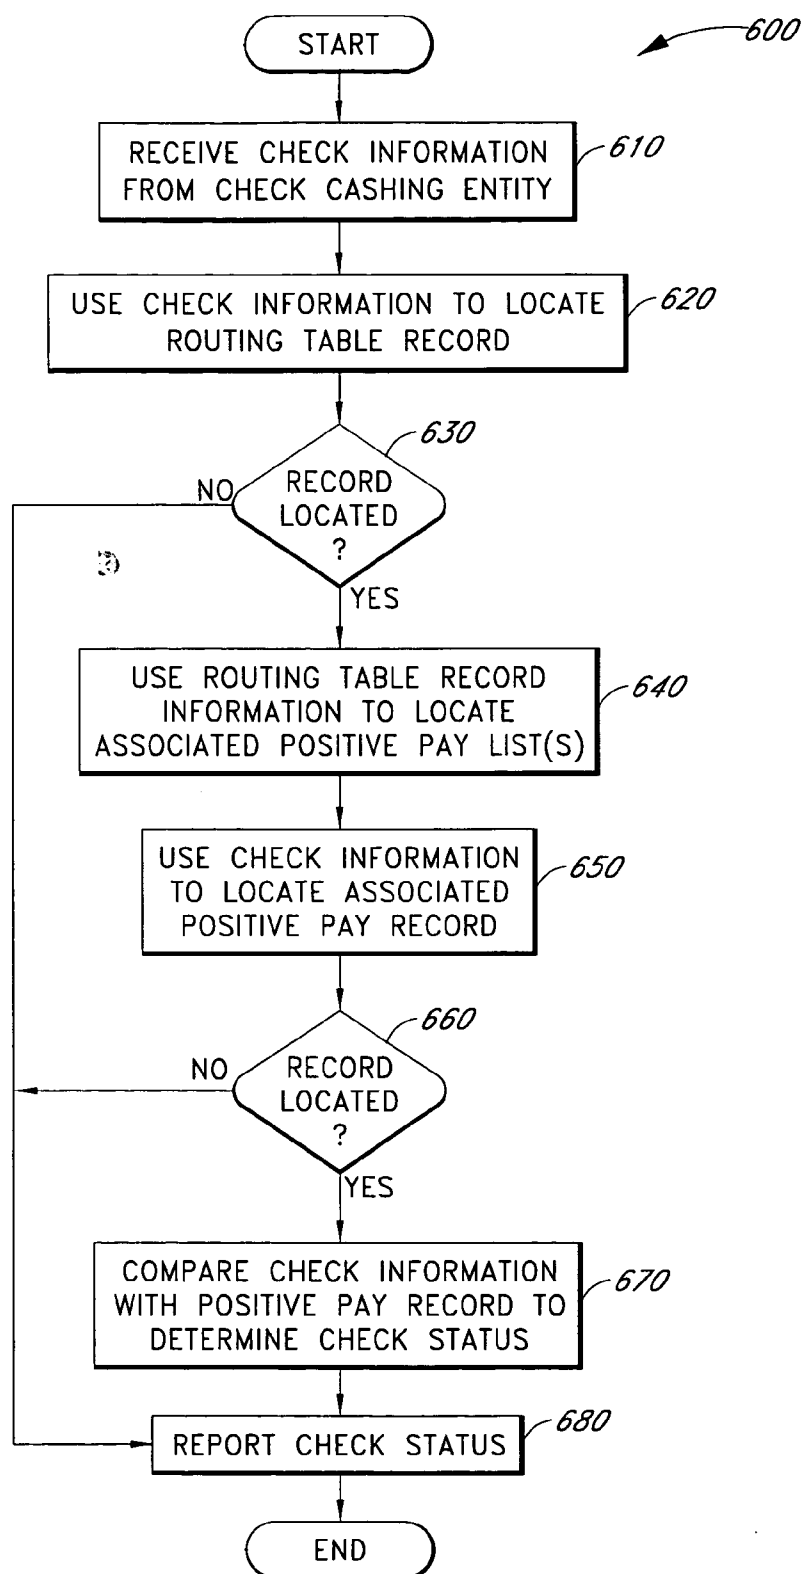 START
600
RECEIVE CHECK INFORMATION
FROM CHECK CASHING ENTITY
610
USE CHECK INFORMATION TO LOCATE
ROUTING TABLE RECORD
620
630
RECORD
LOCATED
?
NO
YES
USE ROUTING TABLE RECORD
INFORMATION TO LOCATE
ASSOCIATED POSITIVE PAY LIST(S)
640
USE CHECK INFORMATION
TO LOCATE ASSOCIATED
POSITIVE PAY RECORD
650
660
RECORD
LOCATED
?
NO
YES
COMPARE CHECK INFORMATION
WITH POSITIVE PAY RECORD TO
DETERMINE CHECK STATUS
670
REPORT CHECK STATUS
680
END